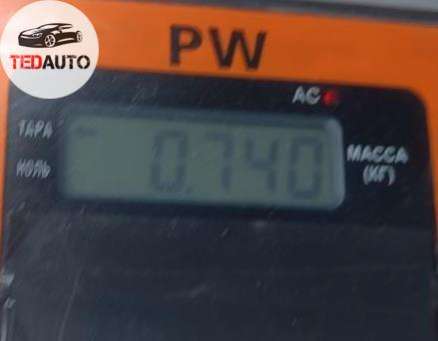 TEDAUTO
PW
AC
ТАРА
0.740
МАССА
НОЛЬ
(КГ)